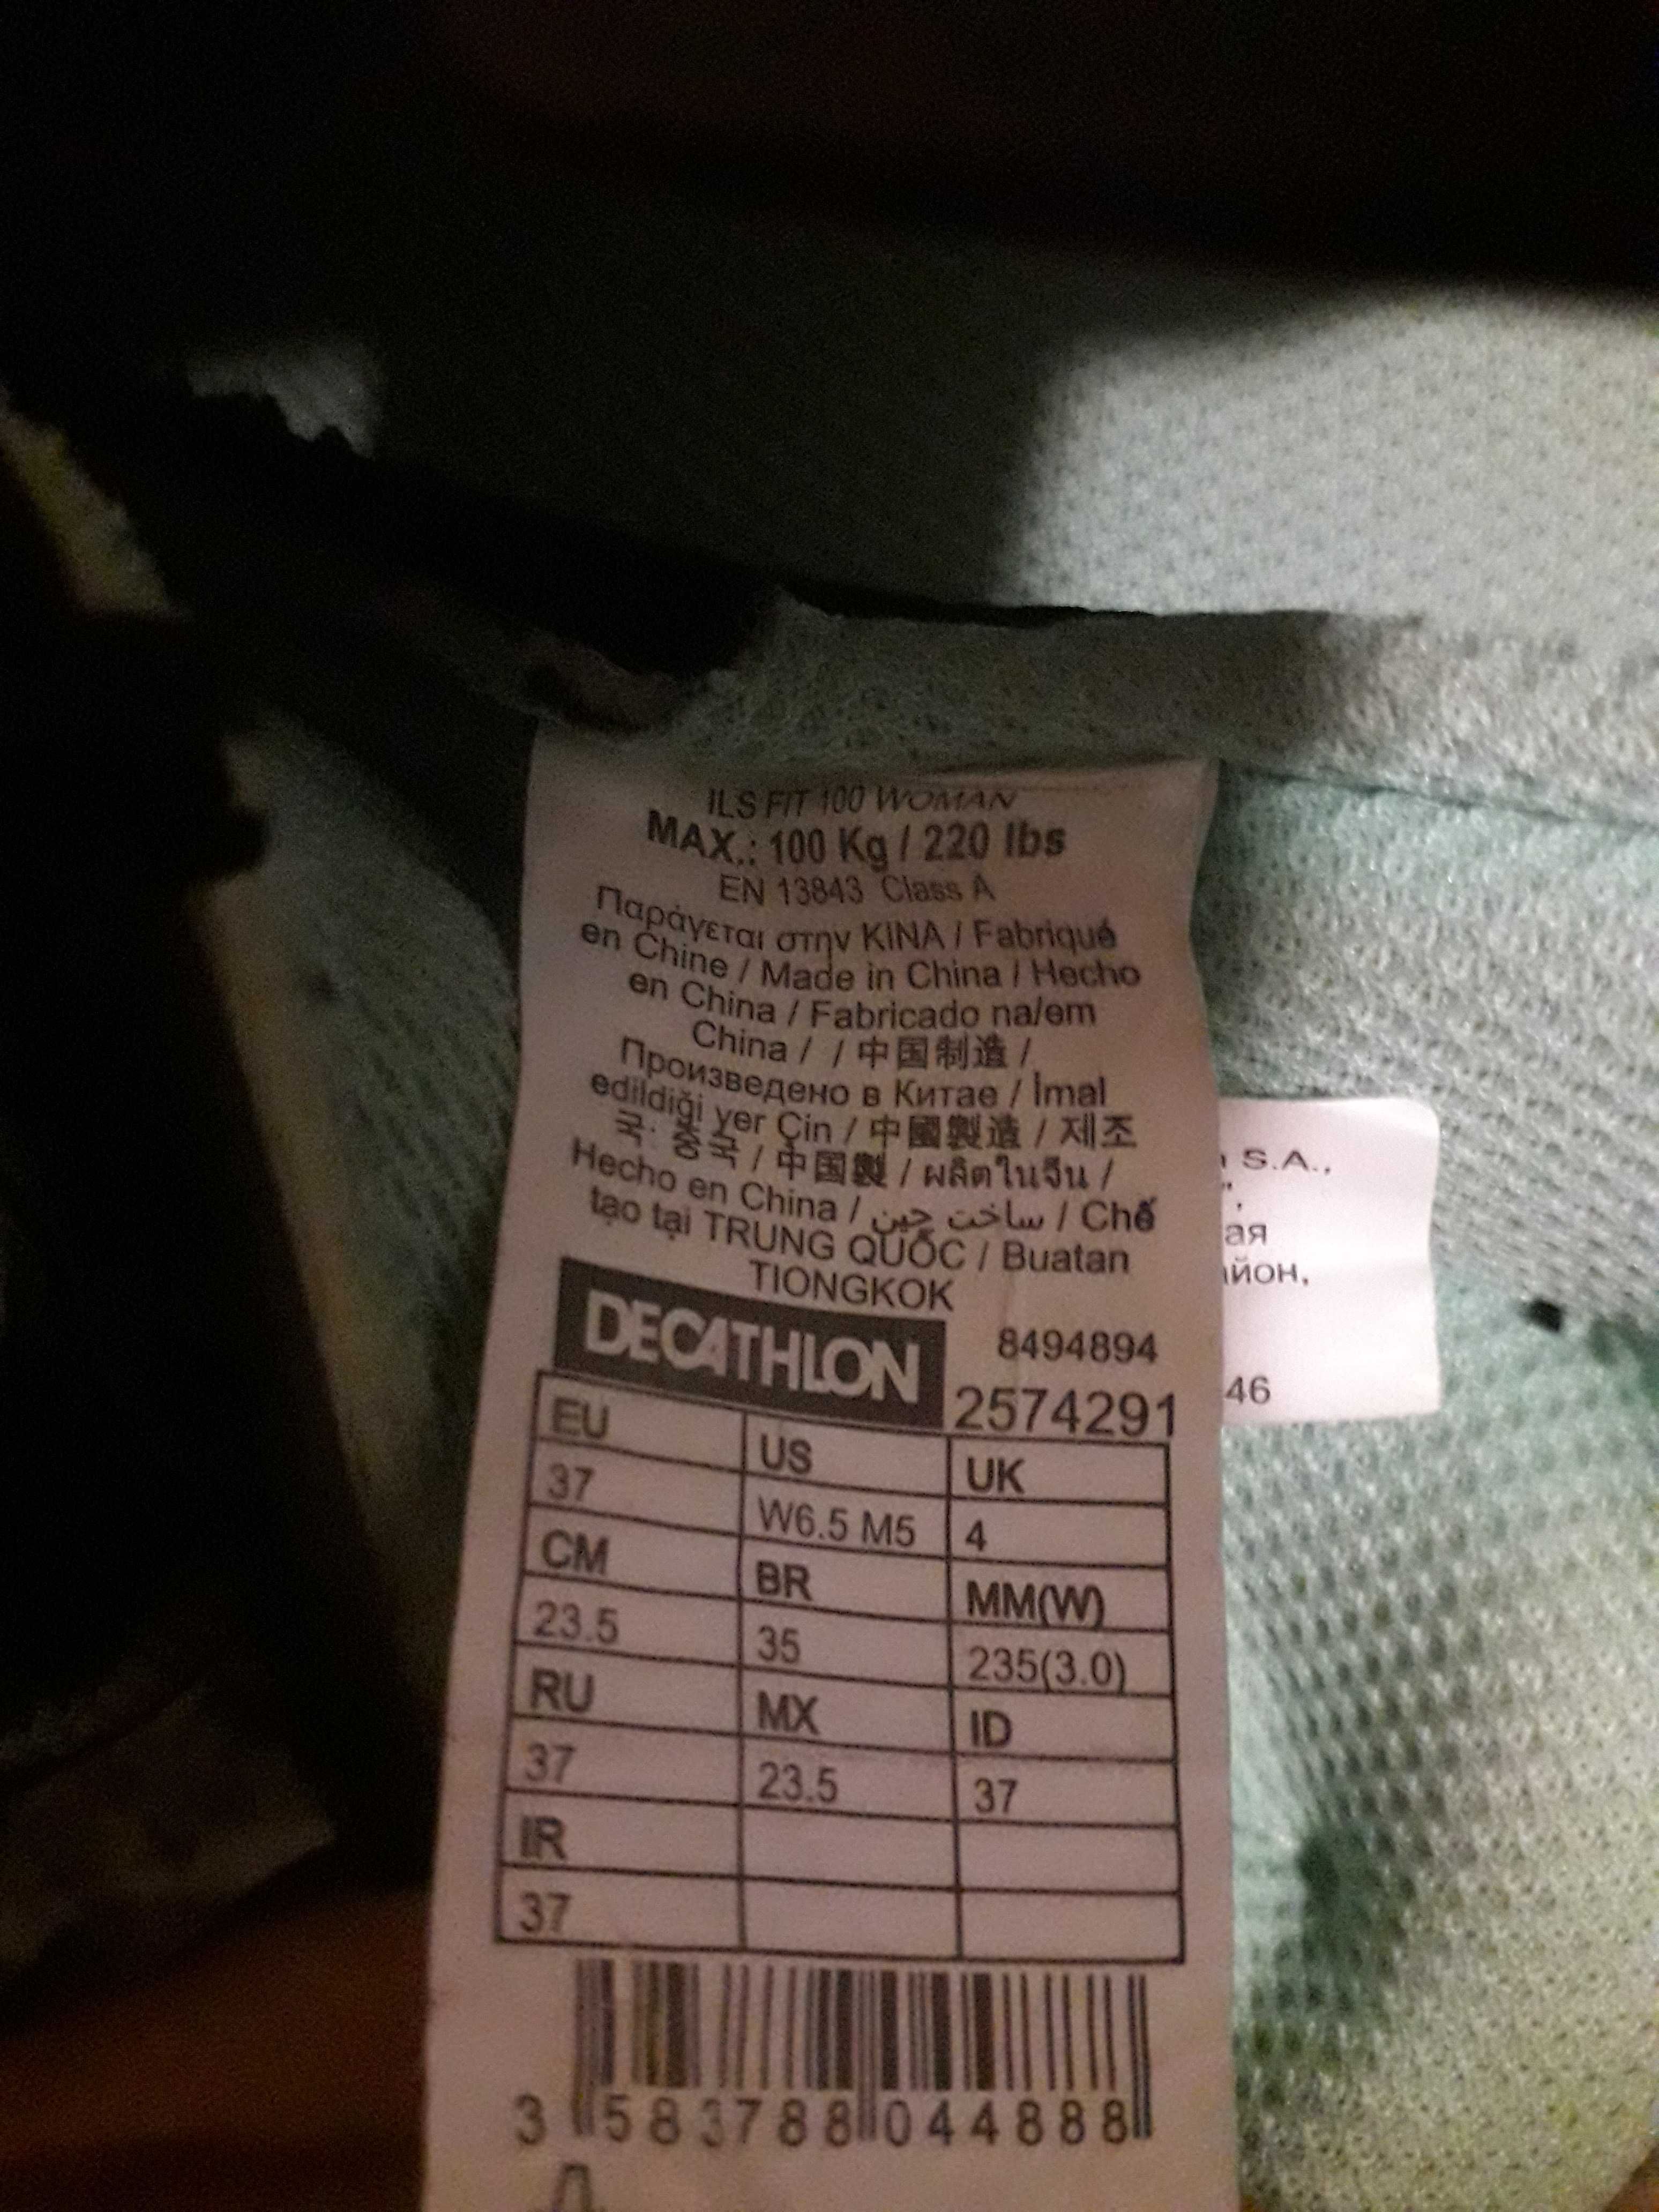 ILS FIT 100 WOMAN
MAX.: 100 Kg / 220 lbs
EN 13843 Class A
Παράγεται στην ΚΙΝΑ / Fabriqué
en Chine / Made in China / Hecho
en China / Fabricado na/em
China / / 中国制造 /
Произведено в Китае / İmal
edildiği yer Çin / 中國製造 / 제조
국: 중국 / 中国製 / ผลิตในจีน /
Hecho en China / ساخت چین / Chế
tạo tại TRUNG QUỐC / Buatan
TIONGKOK
DECATHLON 8494894
2574291
EU US UK
37 W6.5 M5 4
CM BR MM(W)
23.5 35 235(3.0)
RU MX ID
37 23.5 37
IR
37
3 583788 044888
S.A.,
46